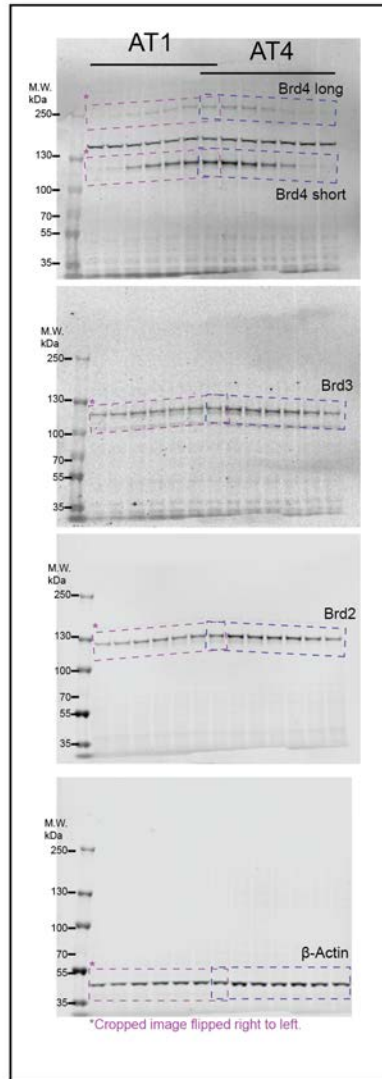 AT1 AT4
M.W.
kDa
Brd4 long
250
130
100
Brd4 short
70
55
35
M.W.
kDa
250
Brd3
130
100
70
55
35
M.W.
kDa
250
Brd2
130
100
70
55
35
M.W.
kDa
250
130
100
70
β-Actin
55
35
*Cropped image flipped right to left.